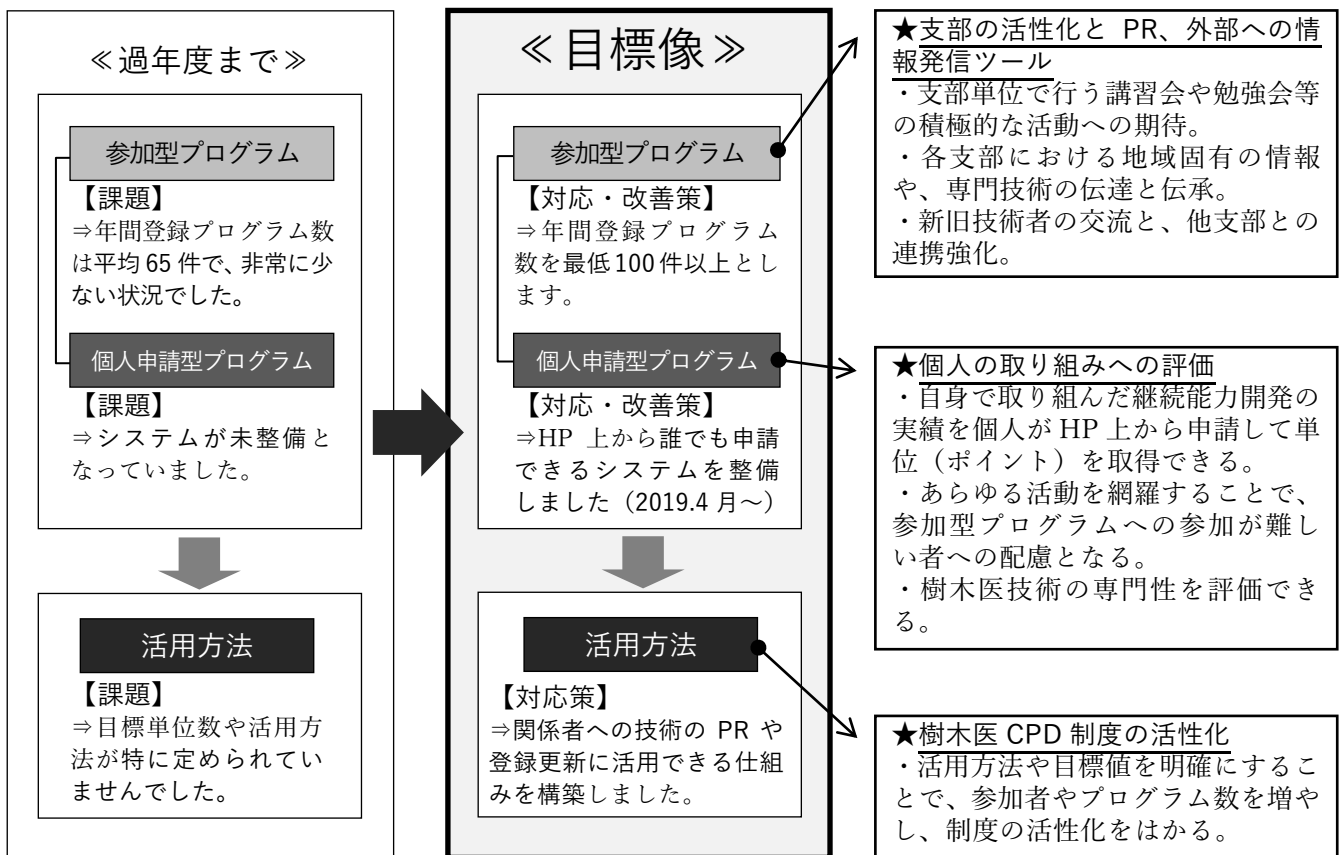 ≪過年度まで≫
参加型プログラム
【課題】
⇒年間登録プログラム数
は平均 65 件で、非常に少
ない状況でした。
個人申請型プログラム
【課題】
⇒システムが未整備と
なっていました。
活用方法
【課題】
⇒目標単位数や活用方
法が特に定められてい
ませんでした。
≪目標像≫
参加型プログラム
【対応・改善策】
⇒年間登録プログラム
数を最低 100 件以上とし
ます。
個人申請型プログラム
【対応・改善策】
⇒HP 上から誰でも申請
できるシステムを整備
しました（2019.4 月～）
活用方法
【対応策】
⇒関係者への技術の PR や
登録更新に活用できる仕組
みを構築しました。
★支部の活性化と PR、外部への情
報発信ツール
・支部単位で行う講習会や勉強会等
の積極的な活動への期待。
・各支部における地域固有の情報
や、専門技術の伝達と伝承。
・新旧技術者の交流と、他支部との
連携強化。
★個人の取り組みへの評価
・自身で取り組んだ継続能力開発の
実績を個人が HP 上から申請して単
位（ポイント）を取得できる。
・あらゆる活動を網羅することで、
参加型プログラムへの参加が難し
い者への配慮となる。
・樹木医技術の専門性を評価でき
る。
★樹木医 CPD 制度の活性化
・活用方法や目標値を明確にするこ
とで、参加者やプログラム数を増や
し、制度の活性化をはかる。